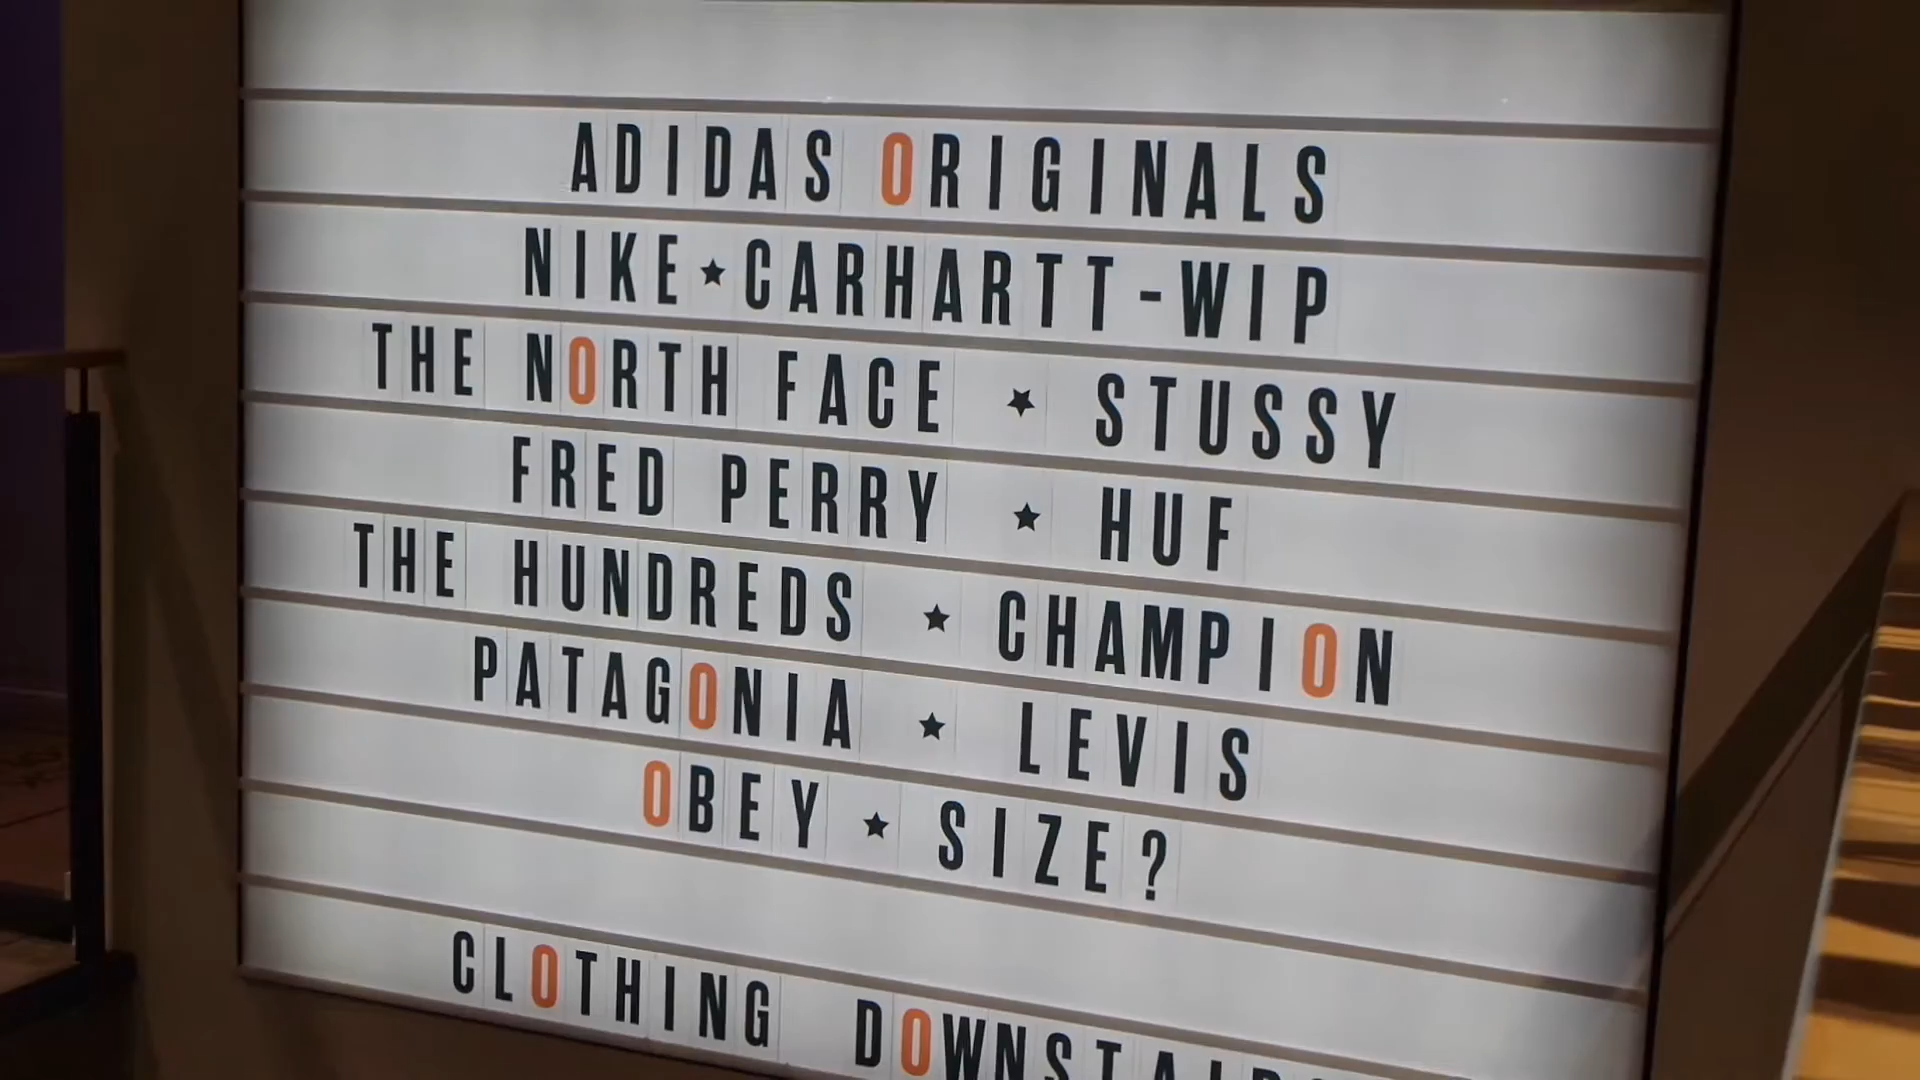 ADIDAS ORIGINALS
NIKE★CARHARTT-WIP
THE NORTH FACE ★ STUSSY
FRED PERRY ★ HUF
THE HUNDREDS ★ CHAMPION
PATAGONIA ★ LEVIS
OBEY ★ SIZE?
CLOTHING